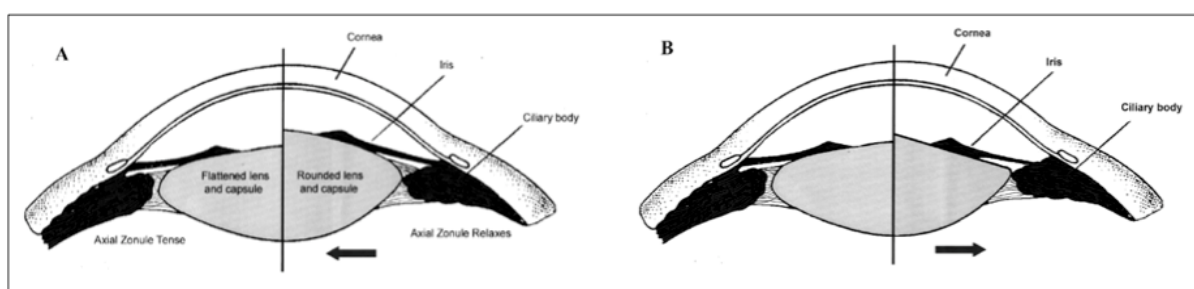 A
Cornea
Iris
Ciliary body
Flattened lens
and capsule
Rounded lens
and capsule
Axial Zonule Tense
Axial Zonule Relaxes
B
Cornea
Iris
Ciliary body